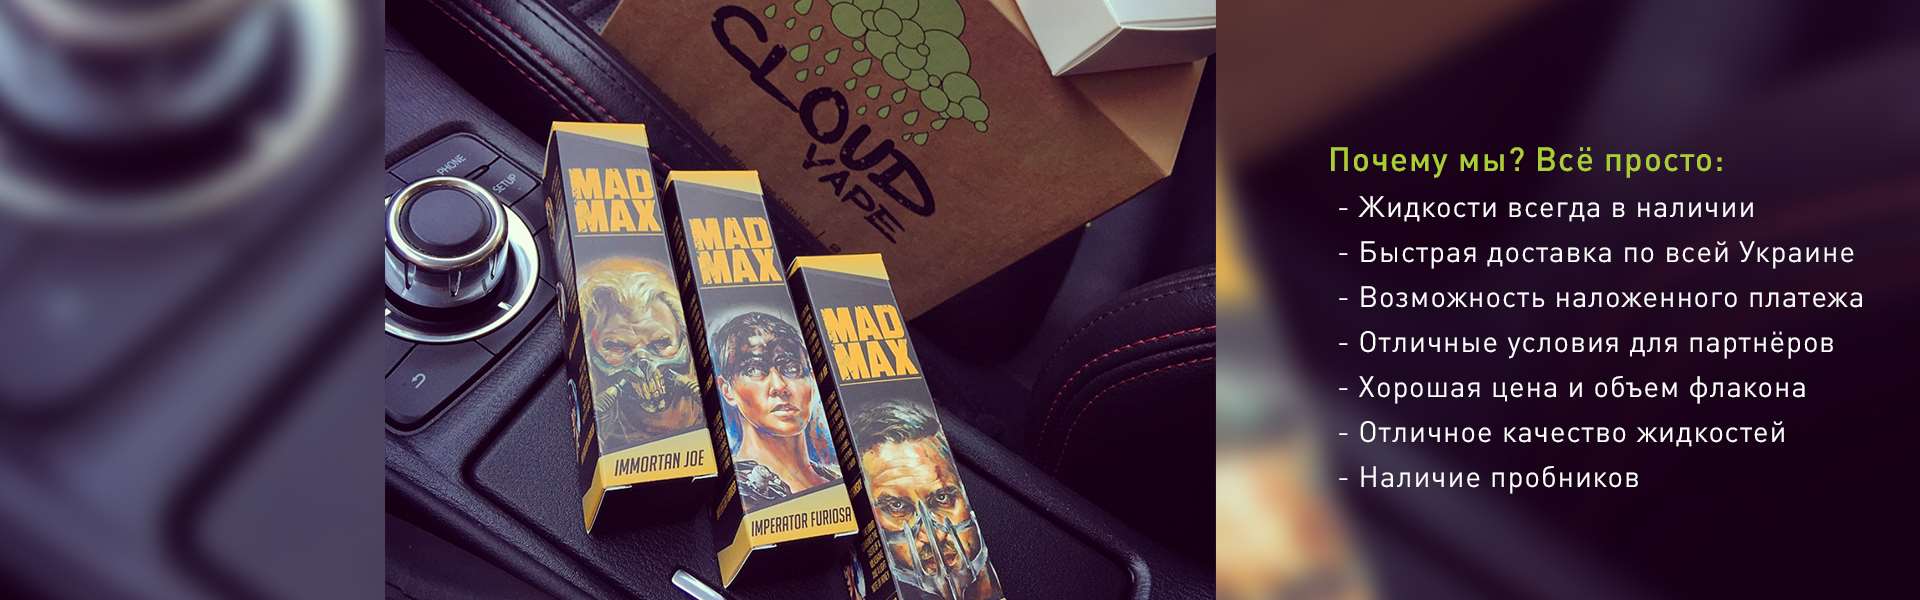 PHONE
SETUP
CLOUD
VAPE
MAD
MAX
IMMORTAN JOE
MAD
MAX
IMPERATOR FURIOSA
MAD
MAX
Почему мы? Всё просто:
- Жидкости всегда в наличии
- Быстрая доставка по всей Украине
- Возможность наложенного платежа
- Отличные условия для партнёров
- Хорошая цена и объем флакона
- Отличное качество жидкостей
- Наличие пробников